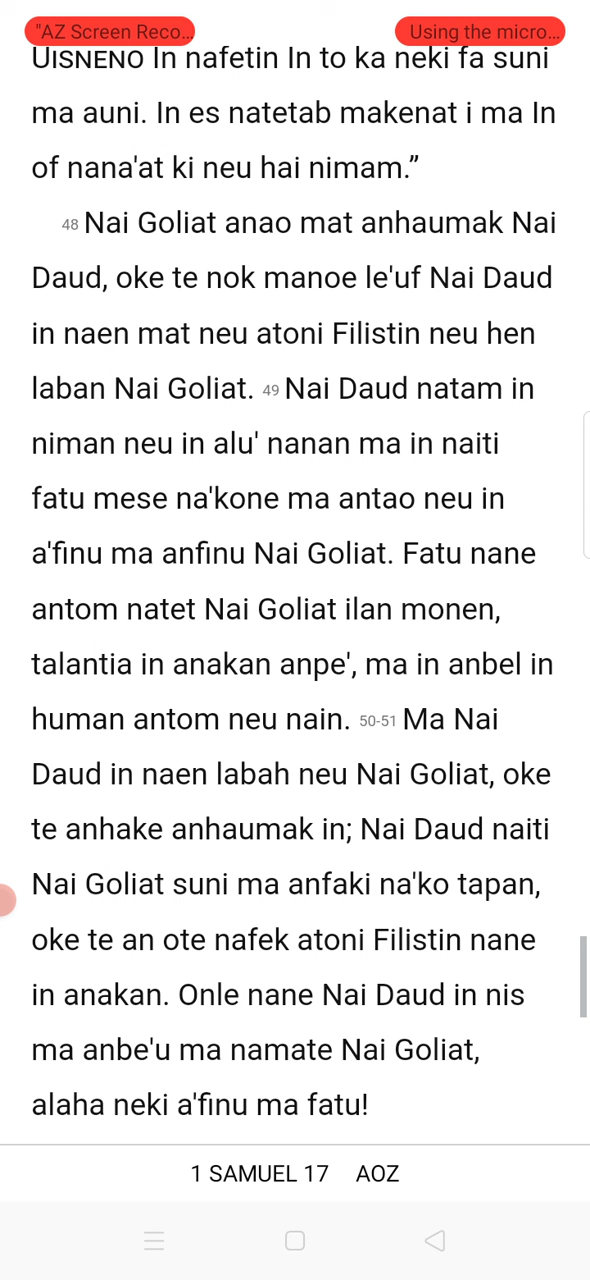 "AZ Screen Reco... Using the micro...
UISNENO In nafetin In to ka neki fa suni
ma auni. In es natetab makenat i ma In
of nana'at ki neu hai nimam.”
48 Nai Goliat anao mat anhaumak Nai
Daud, oke te nok manoe le'uf Nai Daud
in naen mat neu atoni Filistin neu hen
laban Nai Goliat. 49 Nai Daud natam in
niman neu in alu' nanan ma in naiti
fatu mese na'kone ma antao neu in
a'finu ma anfinu Nai Goliat. Fatu nane
antom natet Nai Goliat ilan monen,
talantia in anakan anpe', ma in anbel in
human antom neu nain. 50-51 Ma Nai
Daud in naen labah neu Nai Goliat, oke
te anhake anhaumak in; Nai Daud naiti
Nai Goliat suni ma anfaki na'ko tapan,
oke te an ote nafek atoni Filistin nane
in anakan. Onle nane Nai Daud in nis
ma anbe'u ma namate Nai Goliat,
alaha neki a'finu ma fatu!
1 SAMUEL 17 AOZ